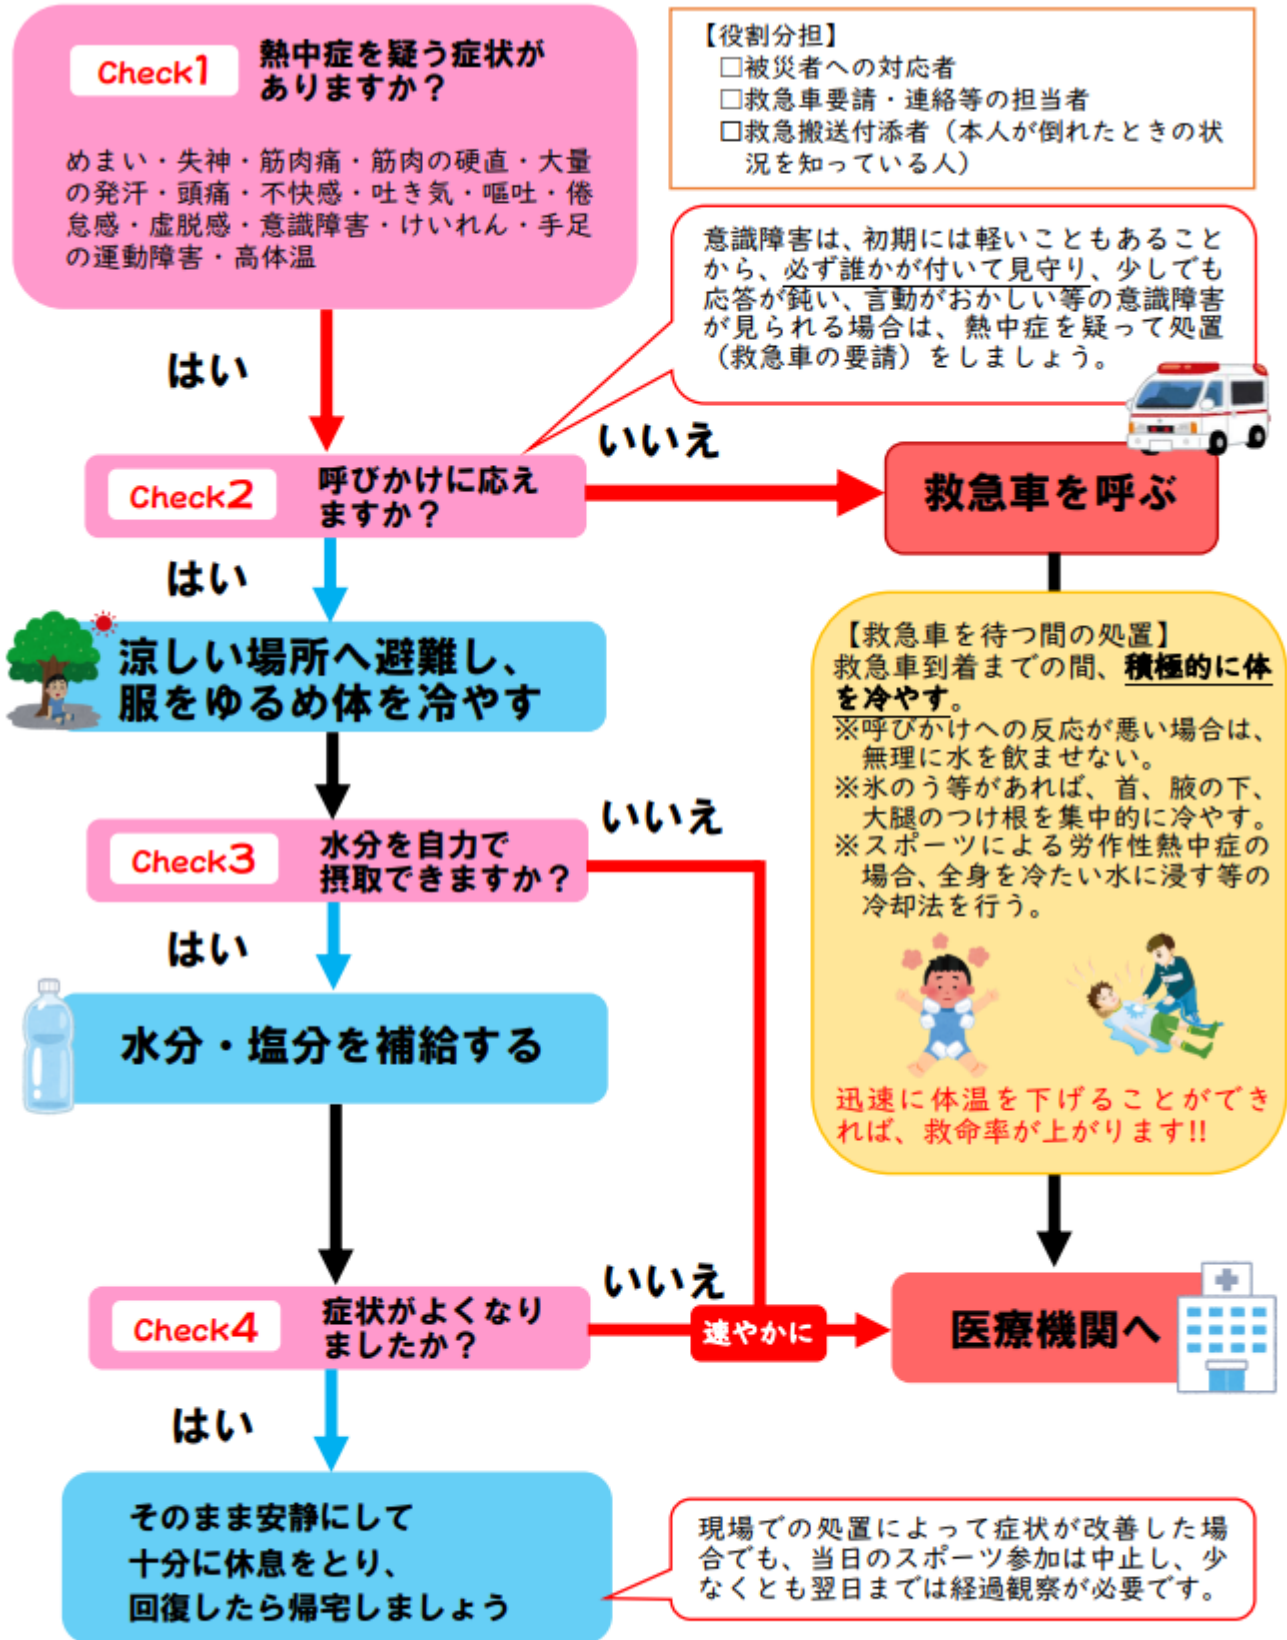 Check1
熱中症を疑う症状が
ありますか？
めまい・失神・筋肉痛・筋肉の硬直・大量
の発汗・頭痛・不快感・吐き気・嘔吐・倦
怠感・虚脱感・意識障害・けいれん・手足
の運動障害・高体温
【役割分担】
□被災者への対応者
□救急車要請・連絡等の担当者
□救急搬送付添者（本人が倒れたときの状
況を知っている人）
意識障害は、初期には軽いこともあること
から、必ず誰かが付いて見守り、少しでも
応答が鈍い、言動がおかしい等の意識障害
が見られる場合は、熱中症を疑って処置
（救急車の要請）をしましょう。
はい
Check2
呼びかけに応え
ますか？
いいえ
救急車を呼ぶ
はい
涼しい場所へ避難し、
服をゆるめ体を冷やす
【救急車を待つ間の処置】
救急車到着までの間、積極的に体
を冷やす。
※呼びかけへの反応が悪い場合は、
無理に水を飲ませない。
※氷のう等があれば、首、腋の下、
大腿のつけ根を集中的に冷やす。
※スポーツによる労作性熱中症の
場合、全身を冷たい水に浸す等の
冷却法を行う。
迅速に体温を下げることができ
れば、救命率が上がります!!
Check3
水分を自力で
摂取できますか？
いいえ
はい
水分・塩分を補給する
Check4
症状がよくなり
ましたか？
いいえ
速やかに
医療機関へ
はい
そのまま安静にして
十分に休息をとり、
回復したら帰宅しましょう
現場での処置によって症状が改善した場
合でも、当日のスポーツ参加は中止し、少
なくとも翌日までは経過観察が必要です。